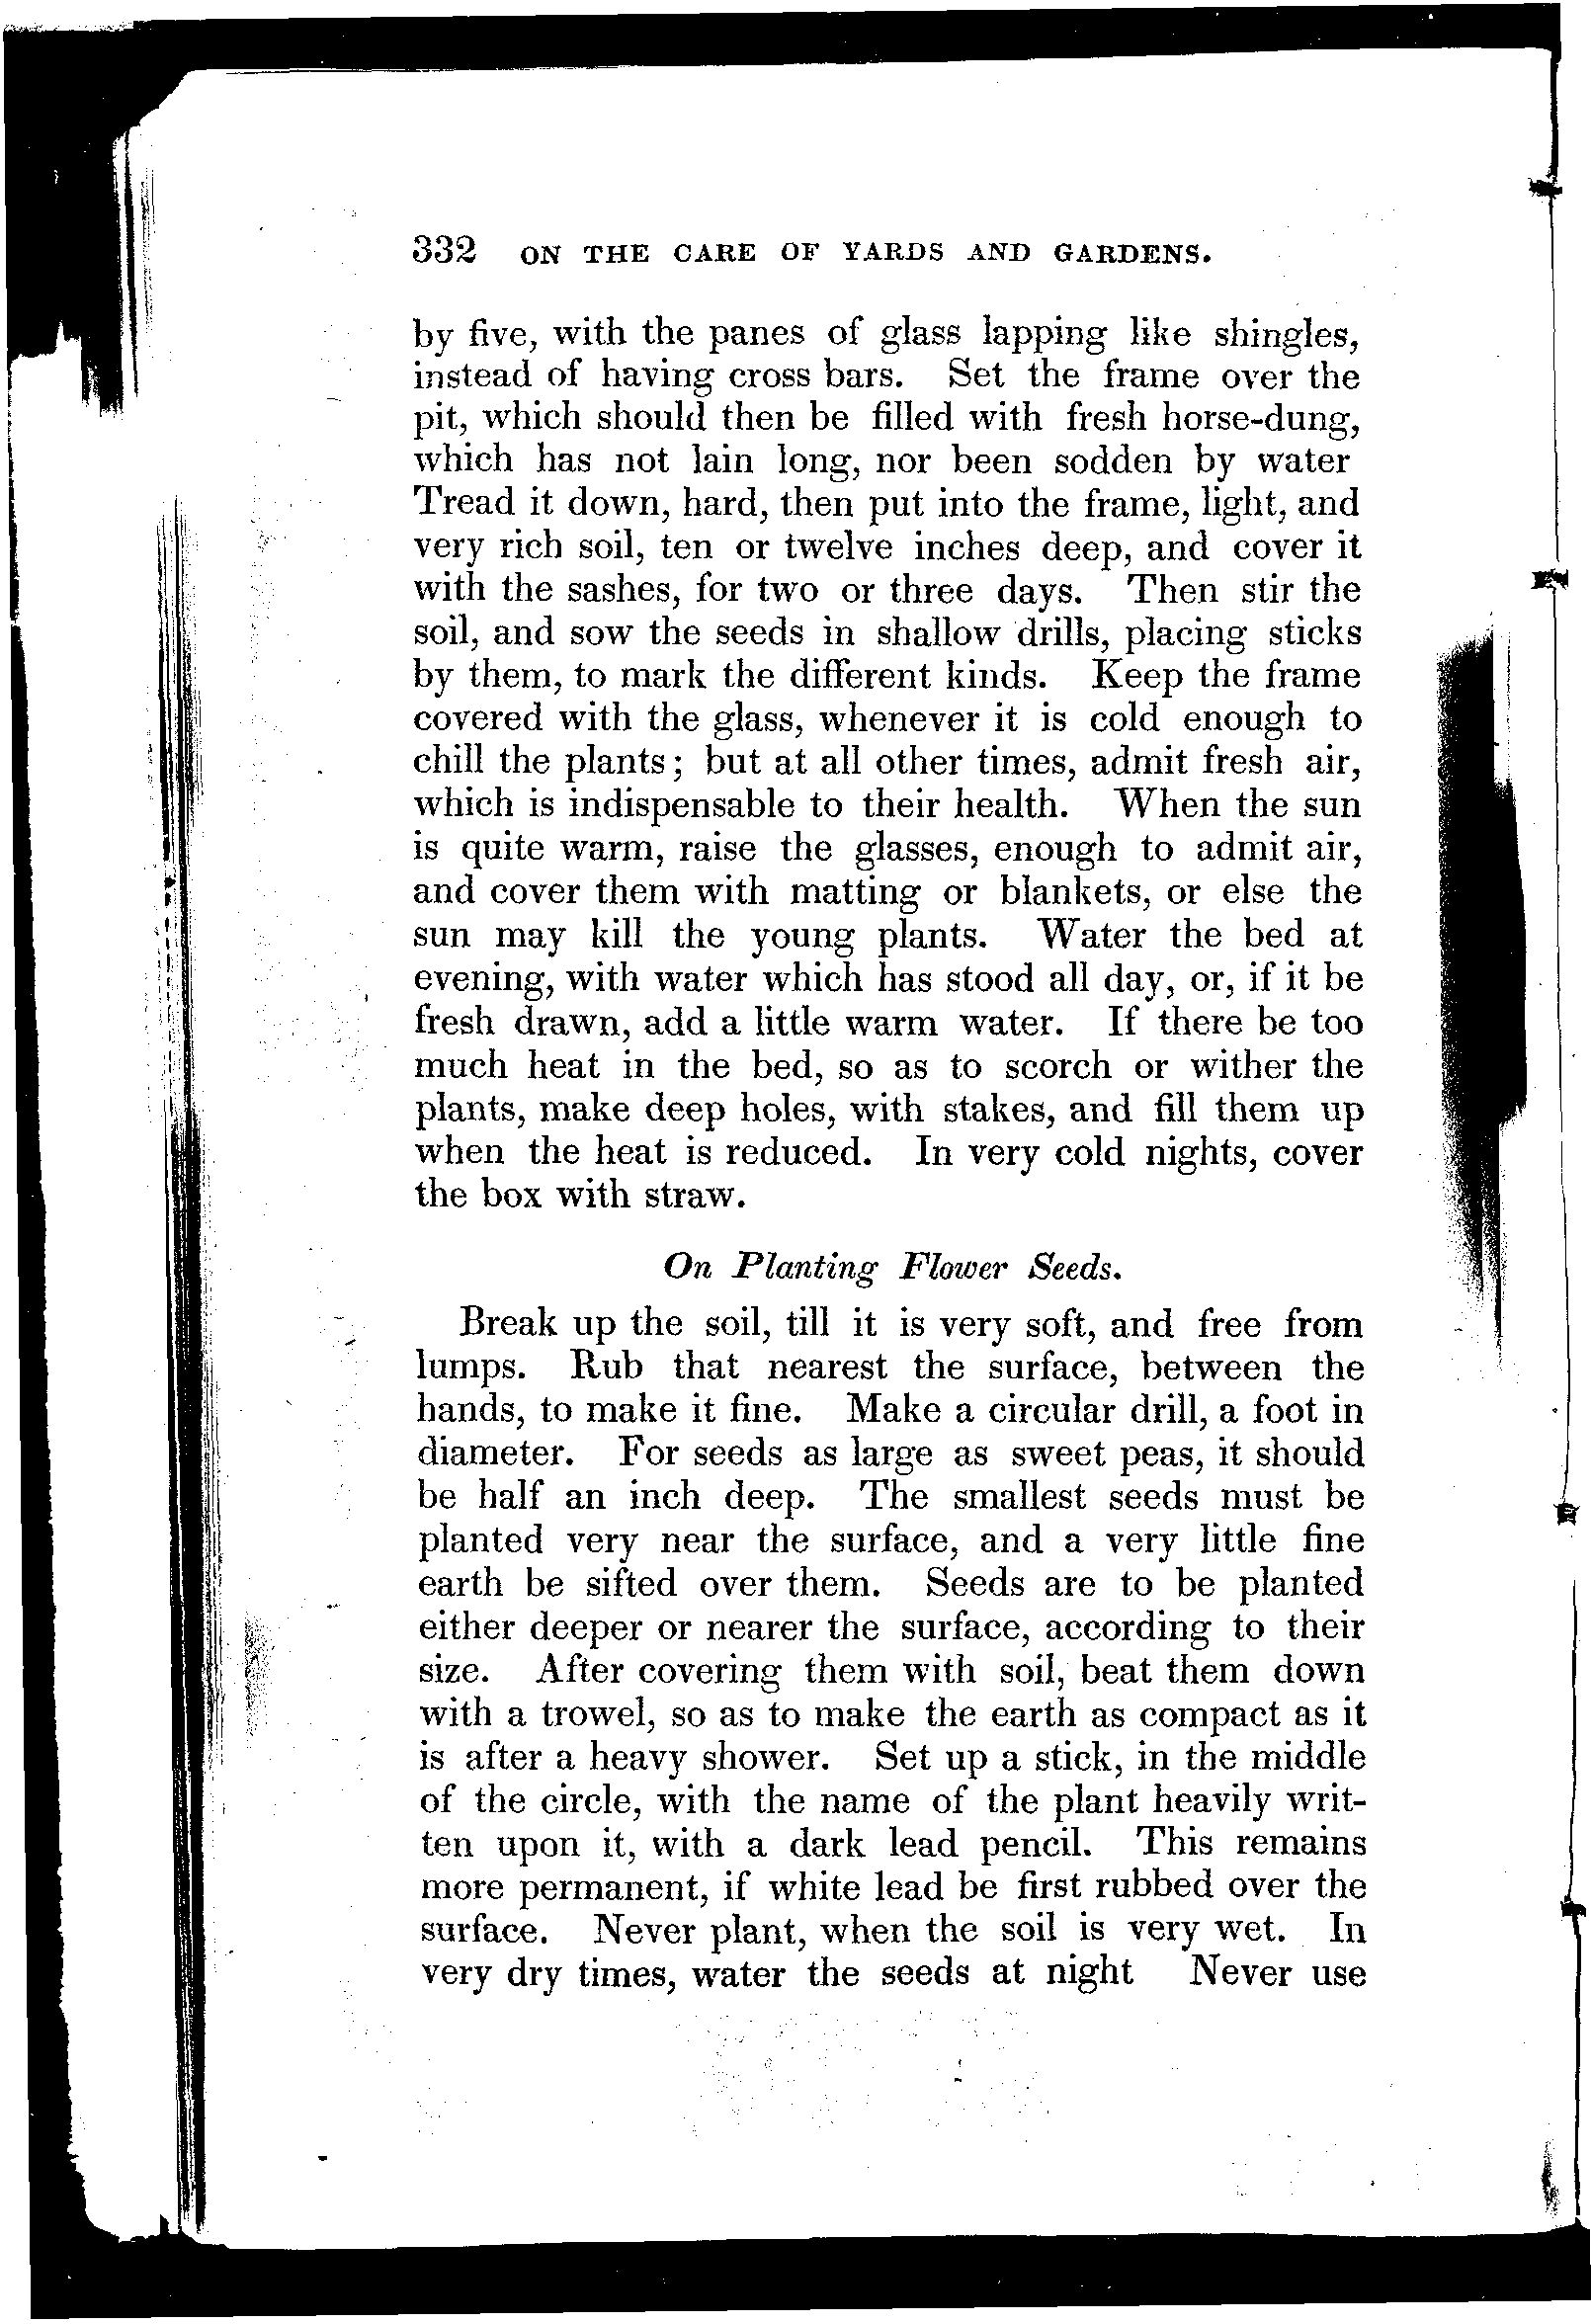 332 ON THE CARE OF YARDS AND GARDENS.
by five, with the panes of glass lapping like shingles,
instead of having cross bars. Set the frame over the
pit, which should then be filled with fresh horse-dung,
which has not lain long, nor been sodden by water
Tread it down, hard, then put into the frame, light, and
very rich soil, ten or twelve inches deep, and cover it
with the sashes, for two or three days. Then stir the
soil, and sow the seeds in shallow drills, placing sticks
by them, to mark the different kinds. Keep the frame
covered with the glass, whenever it is cold enough to
chill the plants; but at all other times, admit fresh air,
which is indispensable to their health. When the sun
is quite warm, raise the glasses, enough to admit air,
and cover them with matting or blankets, or else the
sun may kill the young plants. Water the bed at
evening, with water which has stood all day, or, if it be
fresh drawn, add a little warm water. If there be too
much heat in the bed, so as to scorch or wither the
plants, make deep holes, with stakes, and fill them up
when the heat is reduced. In very cold nights, cover
the box with straw.
On Planting Flower Seeds.
Break up the soil, till it is very soft, and free from
lumps. Rub that nearest the surface, between the
hands, to make it fine. Make a circular drill, a foot in
diameter. For seeds as large as sweet peas, it should
be half an inch deep. The smallest seeds must be
planted very near the surface, and a very little fine
earth be sifted over them. Seeds are to be planted
either deeper or nearer the surface, according to their
size. After covering them with soil, beat them down
with a trowel, so as to make the earth as compact as it
is after a heavy shower. Set up a stick, in the middle
of the circle, with the name of the plant heavily writ-
ten upon it, with a dark lead pencil. This remains
more permanent, if white lead be first rubbed over the
surface. Never plant, when the soil is very wet. In
very dry times, water the seeds at night Never use